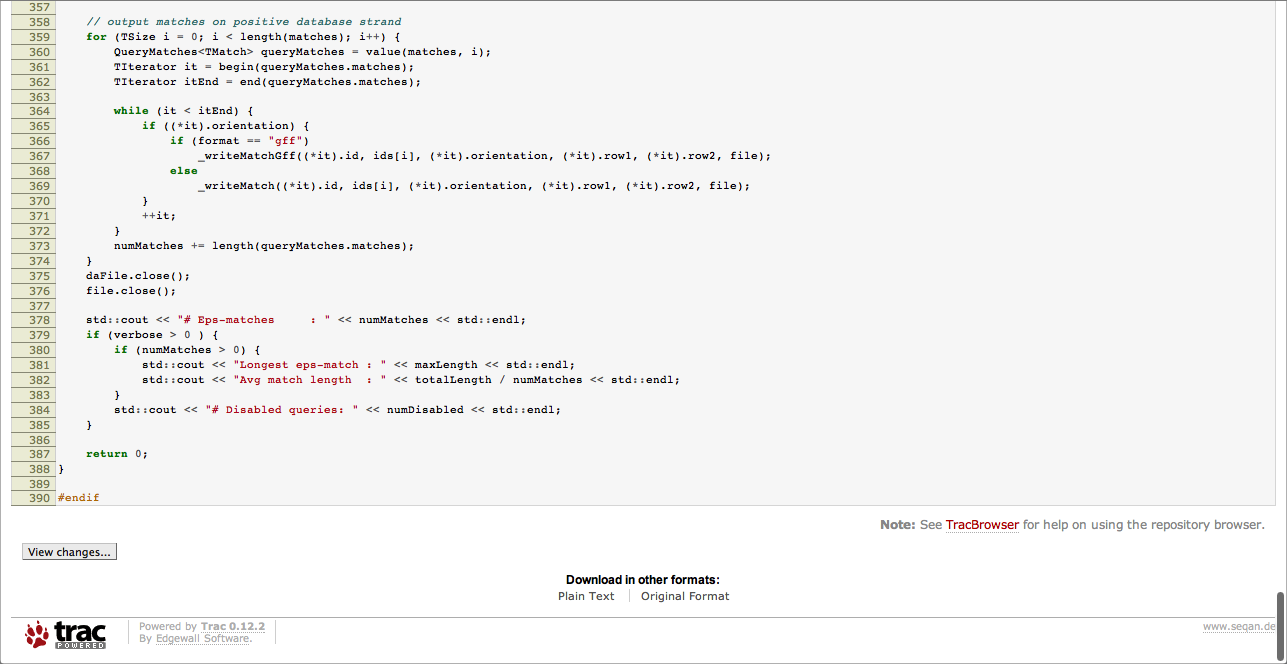 357
358 // output matches on positive database strand
359 for (TSize i = 0; i < length(matches); i++) {
360 QueryMatches<TMatch> queryMatches = value(matches, i);
361 TIterator it = begin(queryMatches.matches);
362 TIterator itEnd = end(queryMatches.matches);
363
364 while (it < itEnd) {
365 if ((*it).orientation) {
366 if (format == "gff")
367 _writeMatchGff((*it).id, ids[i], (*it).orientation, (*it).row1, (*it).row2, file);
368 else
369 _writeMatch((*it).id, ids[i], (*it).orientation, (*it).row1, (*it).row2, file);
370 }
371 ++it;
372 }
373 numMatches += length(queryMatches.matches);
374 }
375 daFile.close();
376 file.close();
377
378 std::cout << "# Eps-matches     : " << numMatches << std::endl;
379 if (verbose > 0 ) {
380 if (numMatches > 0) {
381 std::cout << "Longest eps-match : " << maxLength << std::endl;
382 std::cout << "Avg match length  : " << totalLength / numMatches << std::endl;
383 }
384 std::cout << "# Disabled queries: " << numDisabled << std::endl;
385 }
386
387 return 0;
388 }
389
390 #endif
Note: See TracBrowser for help on using the repository browser.
View changes...
Download in other formats:
Plain Text
Original Format
trac
POWERED
Powered by Trac 0.12.2
By Edgewall Software.
www.seqan.de